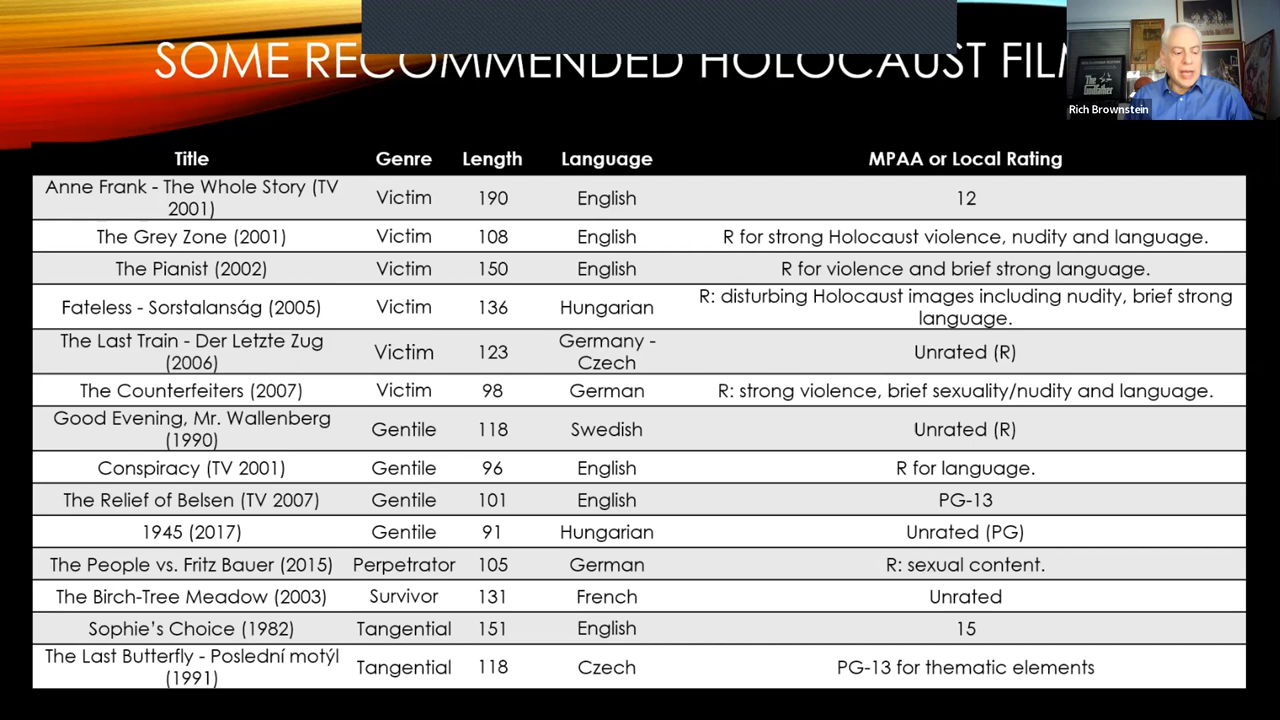 SOME RECOMMENDED HOLOCAUST
The Godfather
Rich Brownstein
Title Genre Length Language MPAA or Local Rating
Anne Frank - The Whole Story (TV
2001) Victim 190 English 12
The Grey Zone (2001) Victim 108 English R for strong Holocaust violence, nudity and language.
The Pianist (2002) Victim 150 English R for violence and brief strong language.
Fateless - Sorstalanság (2005) Victim 136 Hungarian R: disturbing Holocaust images including nudity, brief strong
language.
The Last Train - Der Letzte Zug
(2006) Victim 123 Germany -
Czech Unrated (R)
The Counterfeiters (2007) Victim 98 German R: strong violence, brief sexuality/nudity and language.
Good Evening, Mr. Wallenberg
(1990) Gentile 118 Swedish Unrated (R)
Conspiracy (TV 2001) Gentile 96 English R for language.
The Relief of Belsen (TV 2007) Gentile 101 English PG-13
1945 (2017) Gentile 91 Hungarian Unrated (PG)
The People vs. Fritz Bauer (2015) Perpetrator 105 German R: sexual content.
The Birch-Tree Meadow (2003) Survivor 131 French Unrated
Sophie’s Choice (1982) Tangential 151 English 15
The Last Butterfly - Poslední motýl
(1991) Tangential 118 Czech PG-13 for thematic elements